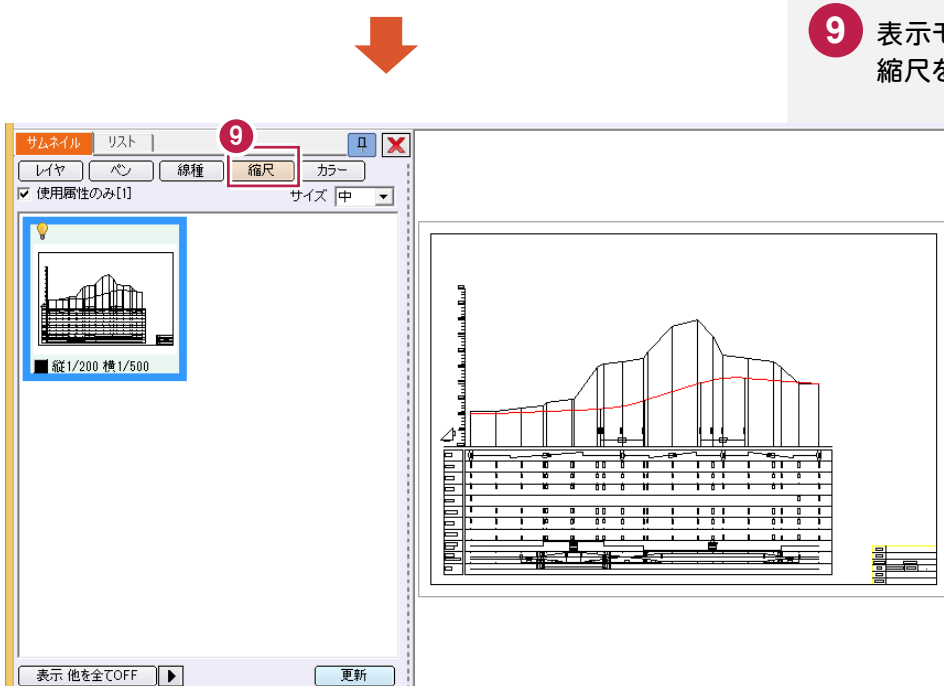 9 表示モ
縮尺を
サムネイル リスト
9
レイヤ ペン 線種 縮尺 カラー
使用属性のみ[1] サイズ 中
縦1/200 横1/500
表示 他を全てOFF 更新